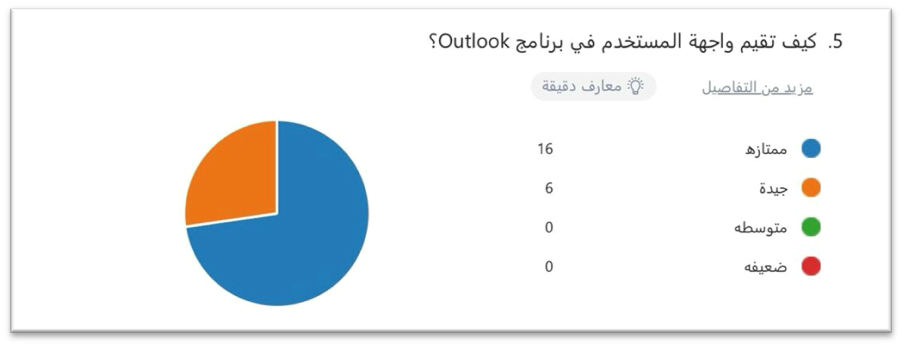 5. كيف تقيم واجهة المستخدم في برنامج Outlook؟
مزيد من التفاصيل معارف دقيقة
ممتازه 16
جيدة 6
متوسطه 0
ضعيفه 0